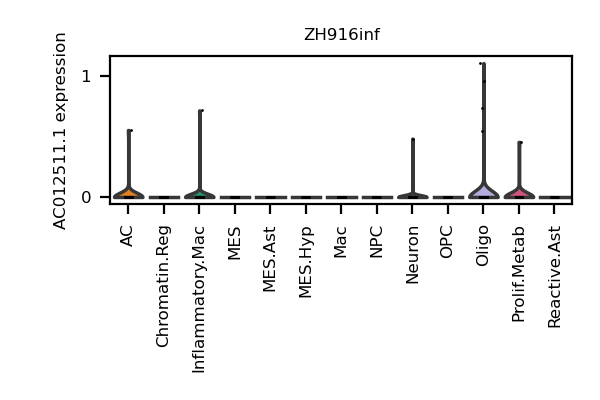 ZH916inf
AC012511.1 expression
1
0
AC
Chromatin.Reg
Inflammatory.Mac
MES
MES.Ast
MES.Hyp
Mac
NPC
Neuron
OPC
Oligo
Prolif.Metab
Reactive.Ast